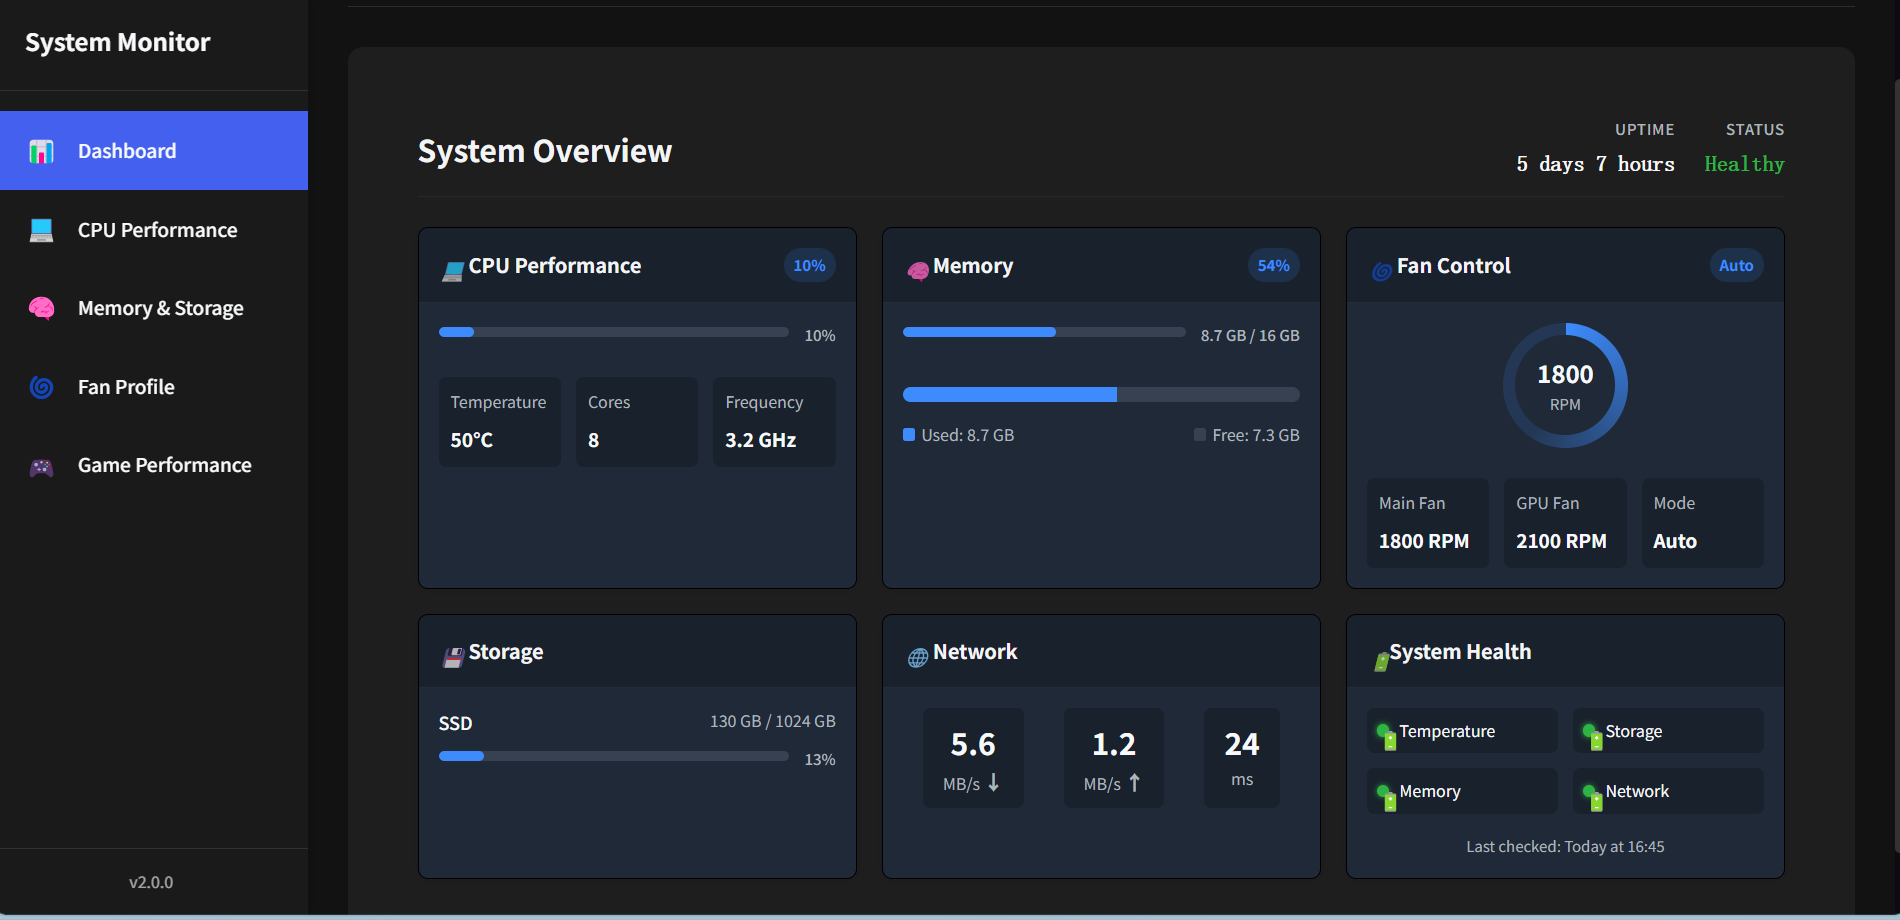 System Monitor
Dashboard
CPU Performance
Memory & Storage
Fan Profile
Game Performance
v2.0.0
System Overview
UPTIME
5 days 7 hours
STATUS
Healthy
CPU Performance
10%
10%
Temperature
50°C
Cores
8
Frequency
3.2 GHz
Memory
54%
8.7 GB / 16 GB
Used: 8.7 GB
Free: 7.3 GB
Fan Control
Auto
1800
RPM
Main Fan
1800 RPM
GPU Fan
2100 RPM
Mode
Auto
Storage
SSD
130 GB / 1024 GB
13%
Network
5.6
MB/s ↓
1.2
MB/s ↑
24
ms
System Health
Temperature
Storage
Memory
Network
Last checked: Today at 16:45